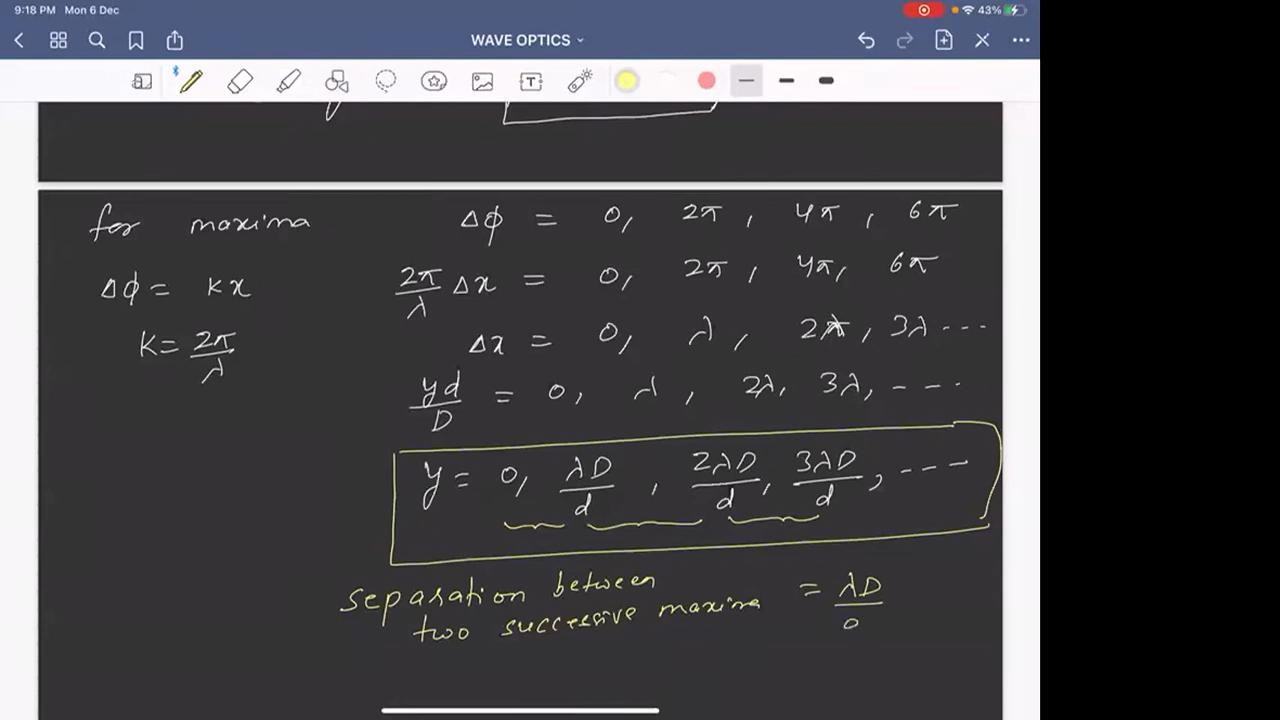 9:18 PM Mon 6 Dec
43%
WAVE OPTICS
for maxima
Δϕ = 0, 2π, 4π, 6π
Δϕ = Kx
2π/λ Δx = 0, 2π, 4π, 6π
K = 2π/λ
Δx = 0, λ, 2λ, 3λ ---
yd/D = 0, λ, 2λ, 3λ, ----
y = 0, λD/d, 2λD/d, 3λD/d, ---
separation between
two successive maxima = λD/